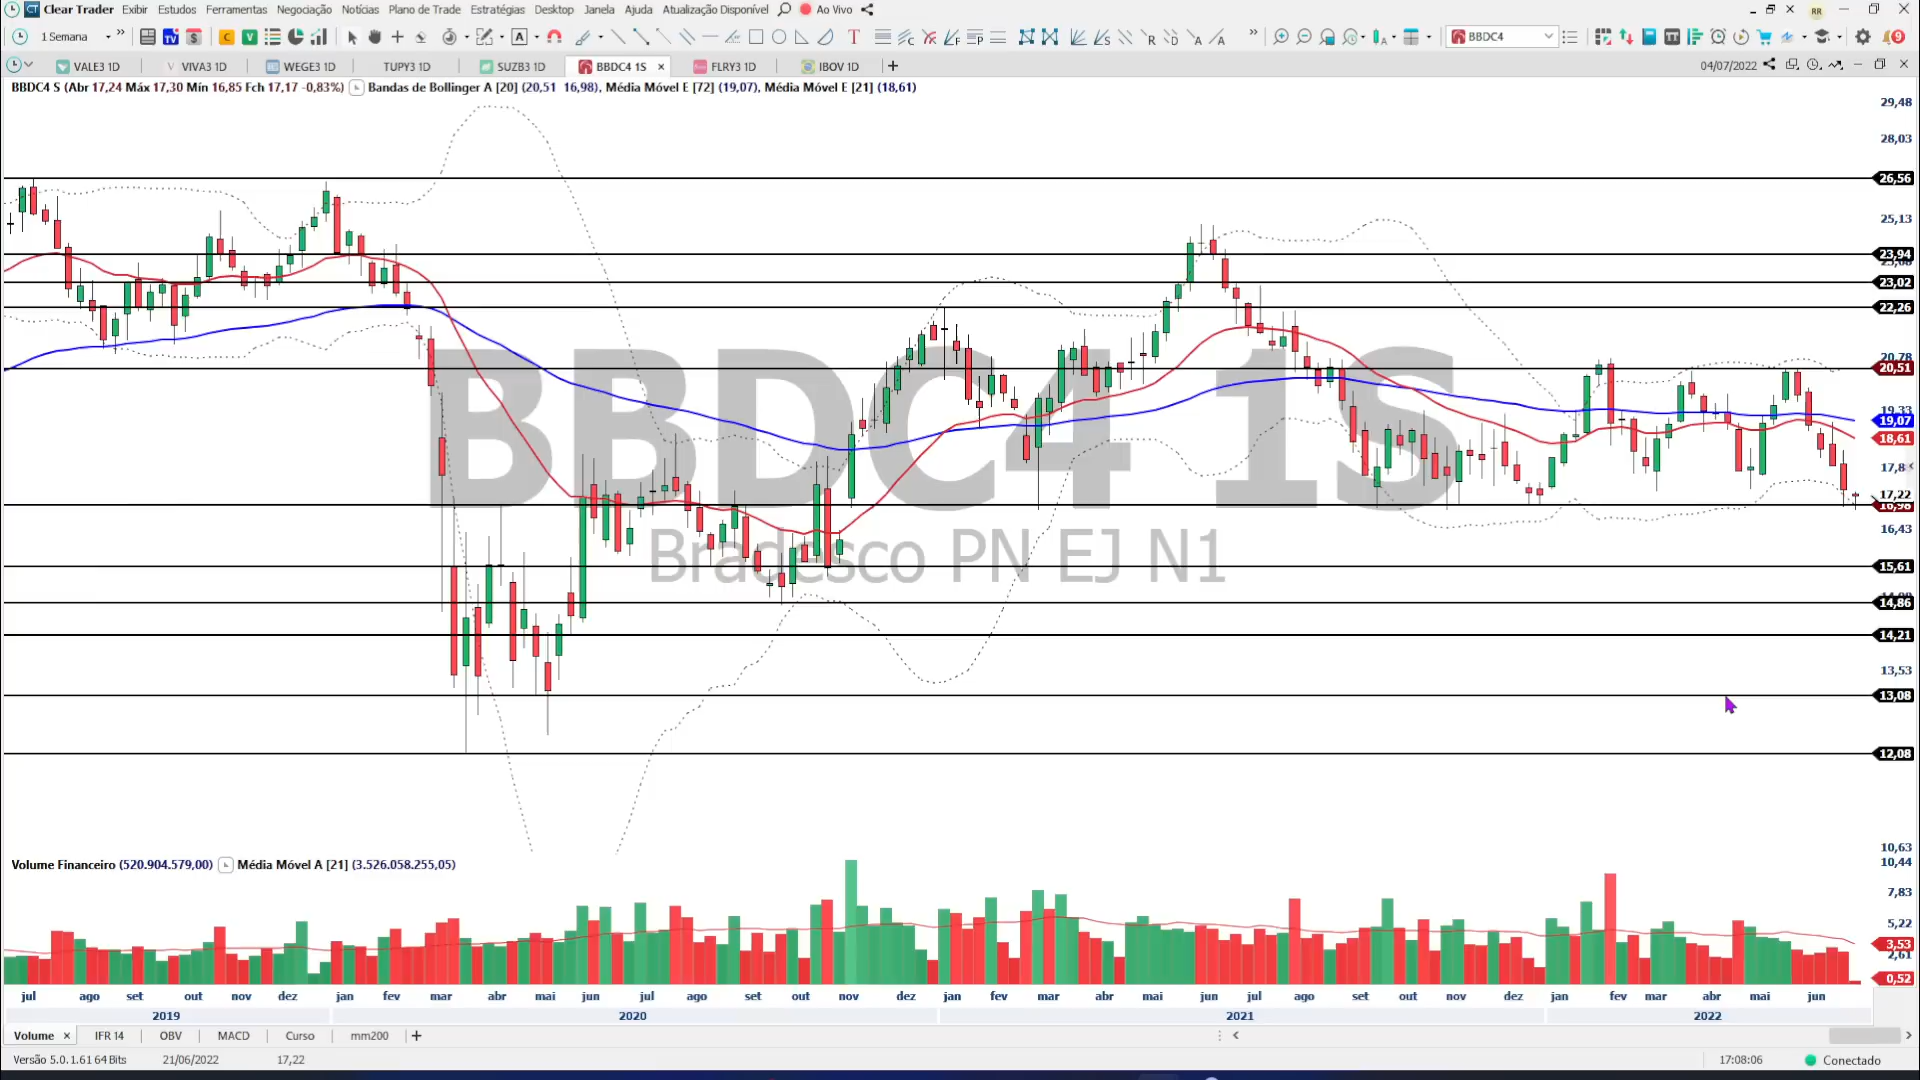 CT Clear Trader Exibir Estudos Ferramentas Negociação Notícias Plano de Trade Estratégias Desktop Janela Ajuda Atualização Disponível Ao Vivo RR
1 Semana BBDC4 9
VALE3 1D VIVA3 1D WEGE3 1D TUPY3 1D SUZB3 1D BBDC4 1S × FLRY3 1D IBOV 1D + 04/07/2022
BBDC4 S (Abr 17,24 Máx 17,30 Mín 16,85 Fch 17,17 -0,83%) Bandas de Bollinger A [20] (20,51 16,98), Média Móvel E [72] (19,07), Média Móvel E [21] (18,61)
29,48
28,03
26,56
25,13
23,94
23,02
22,26
20,78
20,51
19,33
19,07
18,61
17,8
17,22
16,98
16,43
15,61
14,86
14,21
13,53
13,08
12,08
BBDC4 1S
Bradesco PN EJ N1
10,63
Volume Financeiro (520.904.579,00) Média Móvel A [21] (3.526.058.255,05)
10,44
7,83
5,22
3,53
2,61
0,52
jul ago set out nov dez jan fev mar abr mai jun jul ago set out nov dez jan fev mar abr mai jun jul ago set out nov dez jan fev mar abr mai jun
2019 2020 2021 2022
Volume × IFR 14 OBV MACD Curso mm200 +
Versão 5.0.1.61 64 Bits 21/06/2022 17,22 17:08:06 Conectado